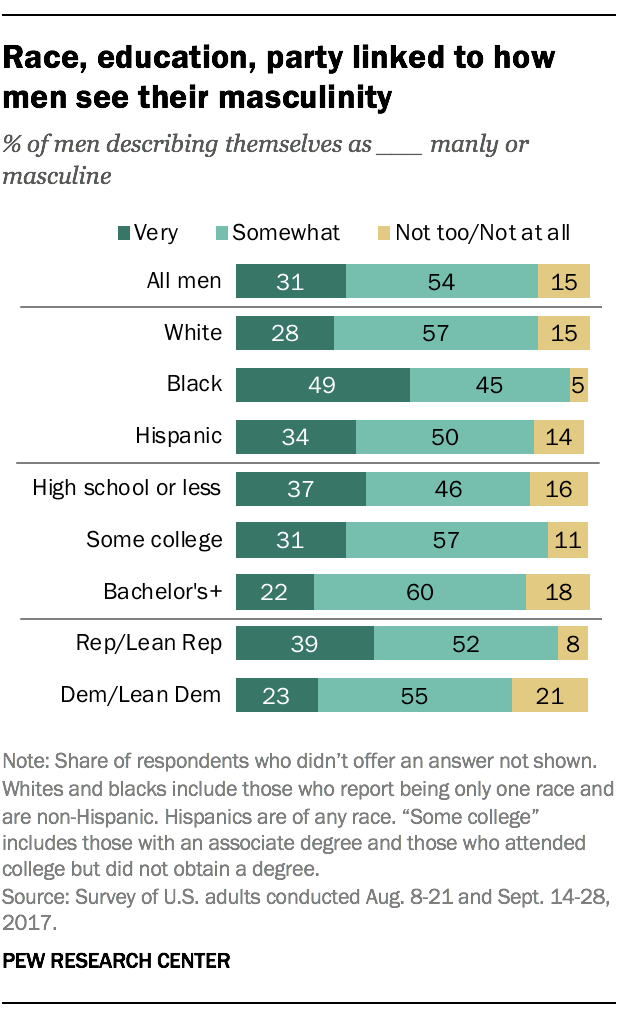 Race, education, party linked to how
men see their masculinity
% of men describing themselves as ___ manly or
masculine
Very Somewhat Not too/Not at all
All men 31 54 15
White 28 57 15
Black 49 45 5
Hispanic 34 50 14
High school or less 37 46 16
Some college 31 57 11
Bachelor's+ 22 60 18
Rep/Lean Rep 39 52 8
Dem/Lean Dem 23 55 21
Note: Share of respondents who didn’t offer an answer not shown.
Whites and blacks include those who report being only one race and
are non-Hispanic. Hispanics are of any race. “Some college”
includes those with an associate degree and those who attended
college but did not obtain a degree.
Source: Survey of U.S. adults conducted Aug. 8-21 and Sept. 14-28,
2017.
PEW RESEARCH CENTER